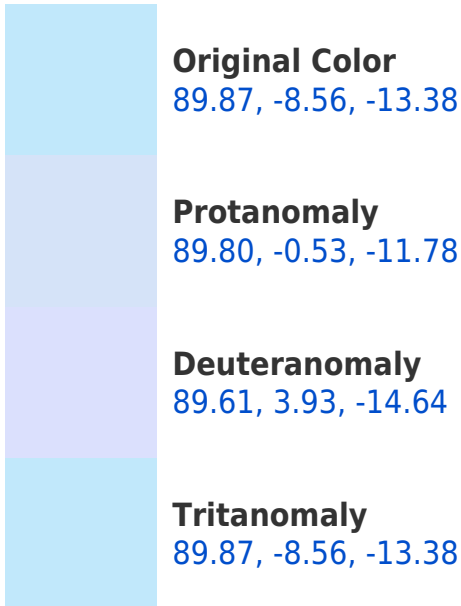 Original Color
89.87, -8.56, -13.38
Protanomaly
89.80, -0.53, -11.78
Deuteranomaly
89.61, 3.93, -14.64
Tritanomaly
89.87, -8.56, -13.38